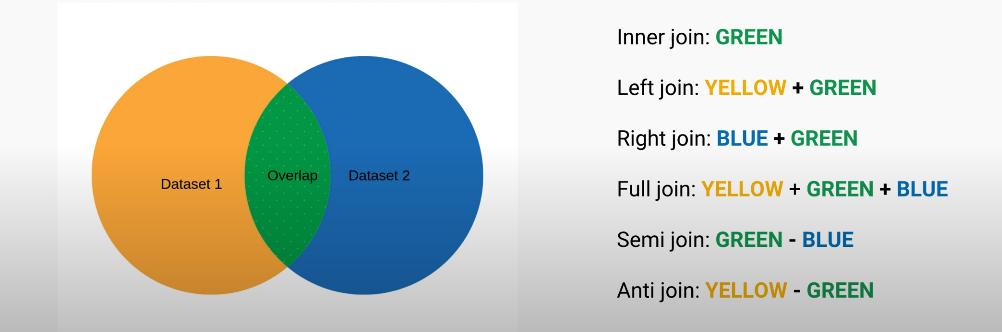 Dataset 1
Overlap
Dataset 2
Inner join: GREEN
Left join: YELLOW + GREEN
Right join: BLUE + GREEN
Full join: YELLOW + GREEN + BLUE
Semi join: GREEN - BLUE
Anti join: YELLOW - GREEN